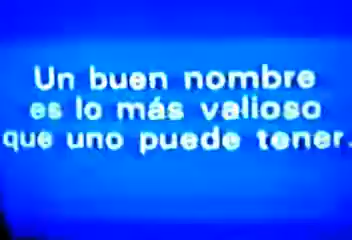 Un buen nombre
es lo más valioso
que uno puede tener.